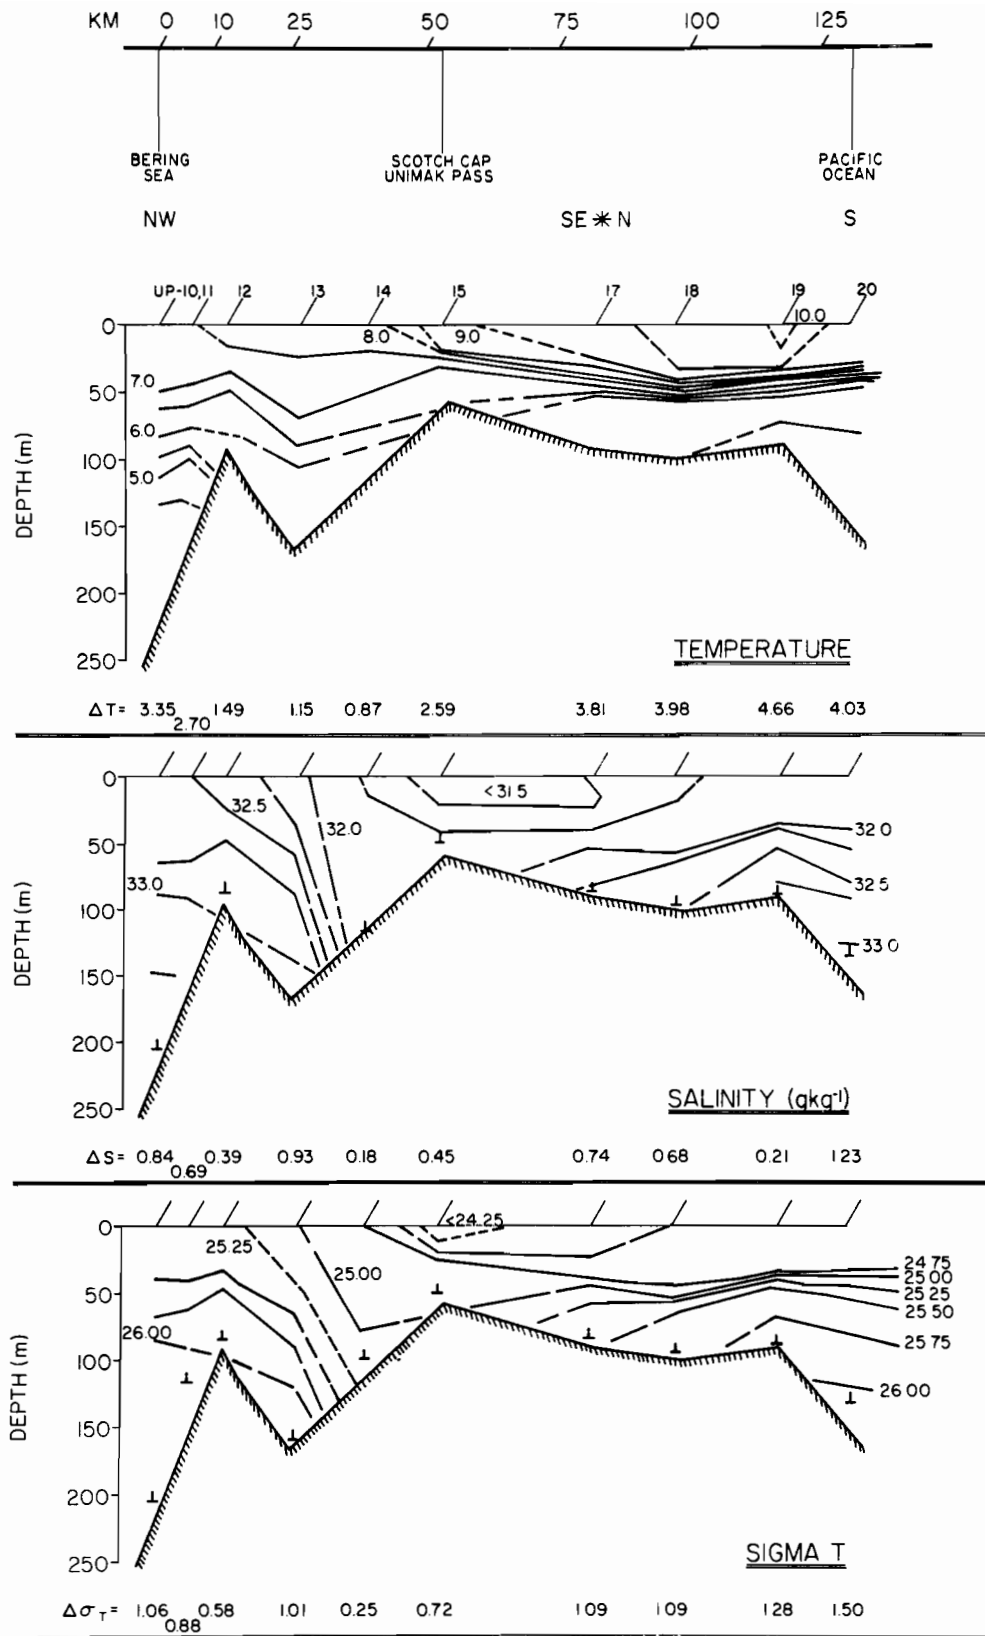 KM 0 10 25 50 75 100 125
BERING SEA
SCOTCH CAP UNIMAK PASS
PACIFIC OCEAN
NW SE * N S
UP-10,11 12 13 14 15 17 18 19 20
0
50
100
150
200
250
DEPTH (m)
8.0 9.0 10.0
7.0
6.0
5.0
TEMPERATURE
ΔT= 3.35 2.70 1.49 1.15 0.87 2.59 3.81 3.98 4.66 4.03
0
50
100
150
200
250
DEPTH (m)
32.5 32.0 <31.5
33.0
32.0
32.5
33.0
SALINITY (gkg⁻¹)
ΔS= 0.84 0.69 0.39 0.93 0.18 0.45 0.74 0.68 0.21 1.23
0
50
100
150
200
250
DEPTH (m)
<24.25
25.25 25.00
26.00
24.75
25.00
25.25
25.50
25.75
26.00
SIGMA T
Δσ_T= 1.06 0.88 0.58 1.01 0.25 0.72 1.09 1.09 1.28 1.50